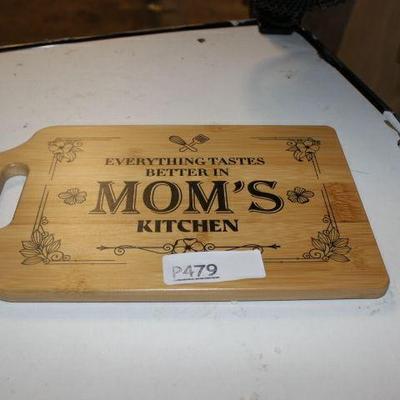 EVERYTHING TASTES
BETTER IN
MOM'S
KITCHEN
P479